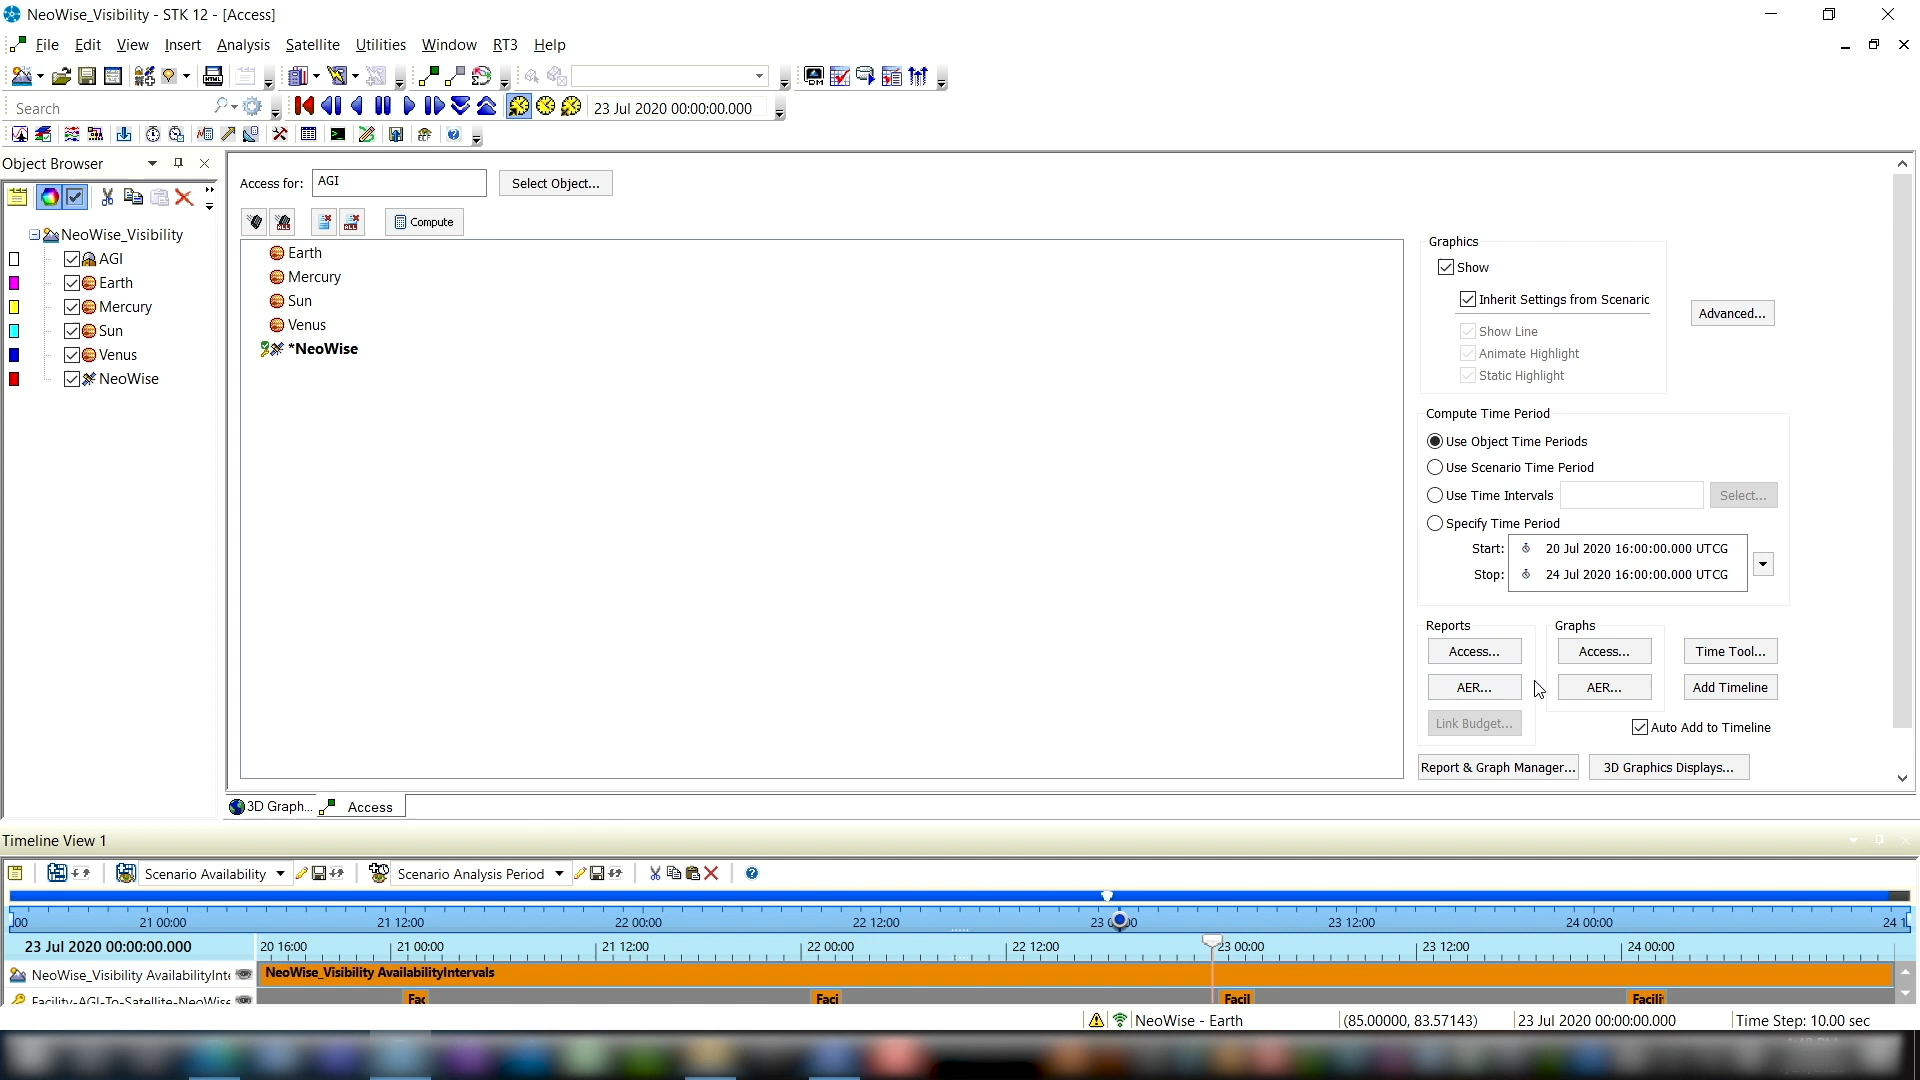 NeoWise_Visibility - STK 12 - [Access]
File Edit View Insert Analysis Satellite Utilities Window RT3 Help
Search
23 Jul 2020 00:00:00.000
Object Browser
NeoWise_Visibility
AGI
Earth
Mercury
Sun
Venus
NeoWise
Access for: AGI Select Object...
Compute
Earth
Mercury
Sun
Venus
*NeoWise
Graphics
Show
Inherit Settings from Scenaric
Show Line
Animate Highlight
Static Highlight
Advanced...
Compute Time Period
Use Object Time Periods
Use Scenario Time Period
Use Time Intervals Select...
Specify Time Period
Start: 20 Jul 2020 16:00:00.000 UTCG
Stop: 24 Jul 2020 16:00:00.000 UTCG
Reports Graphs
Access... Access... Time Tool...
AER... AER... Add Timeline
Link Budget... Auto Add to Timeline
Report & Graph Manager... 3D Graphics Displays...
3D Graph... Access
Timeline View 1
Scenario Availability Scenario Analysis Period
21 00:00 21 12:00 22 00:00 22 12:00 23 12:00 24 00:00
23 Jul 2020 00:00:00.000 20 16:00 21 00:00 21 12:00 22 00:00 22 12:00 23 00:00 23 12:00 24 00:00
NeoWise_Visibility AvailabilityInte NeoWise_Visibility AvailabilityIntervals
Facility-AGI-To-Satellite-NeoWise Fac Faci Facil Facili
NeoWise - Earth (85.00000, 83.57143) 23 Jul 2020 00:00:00.000 Time Step: 10.00 sec